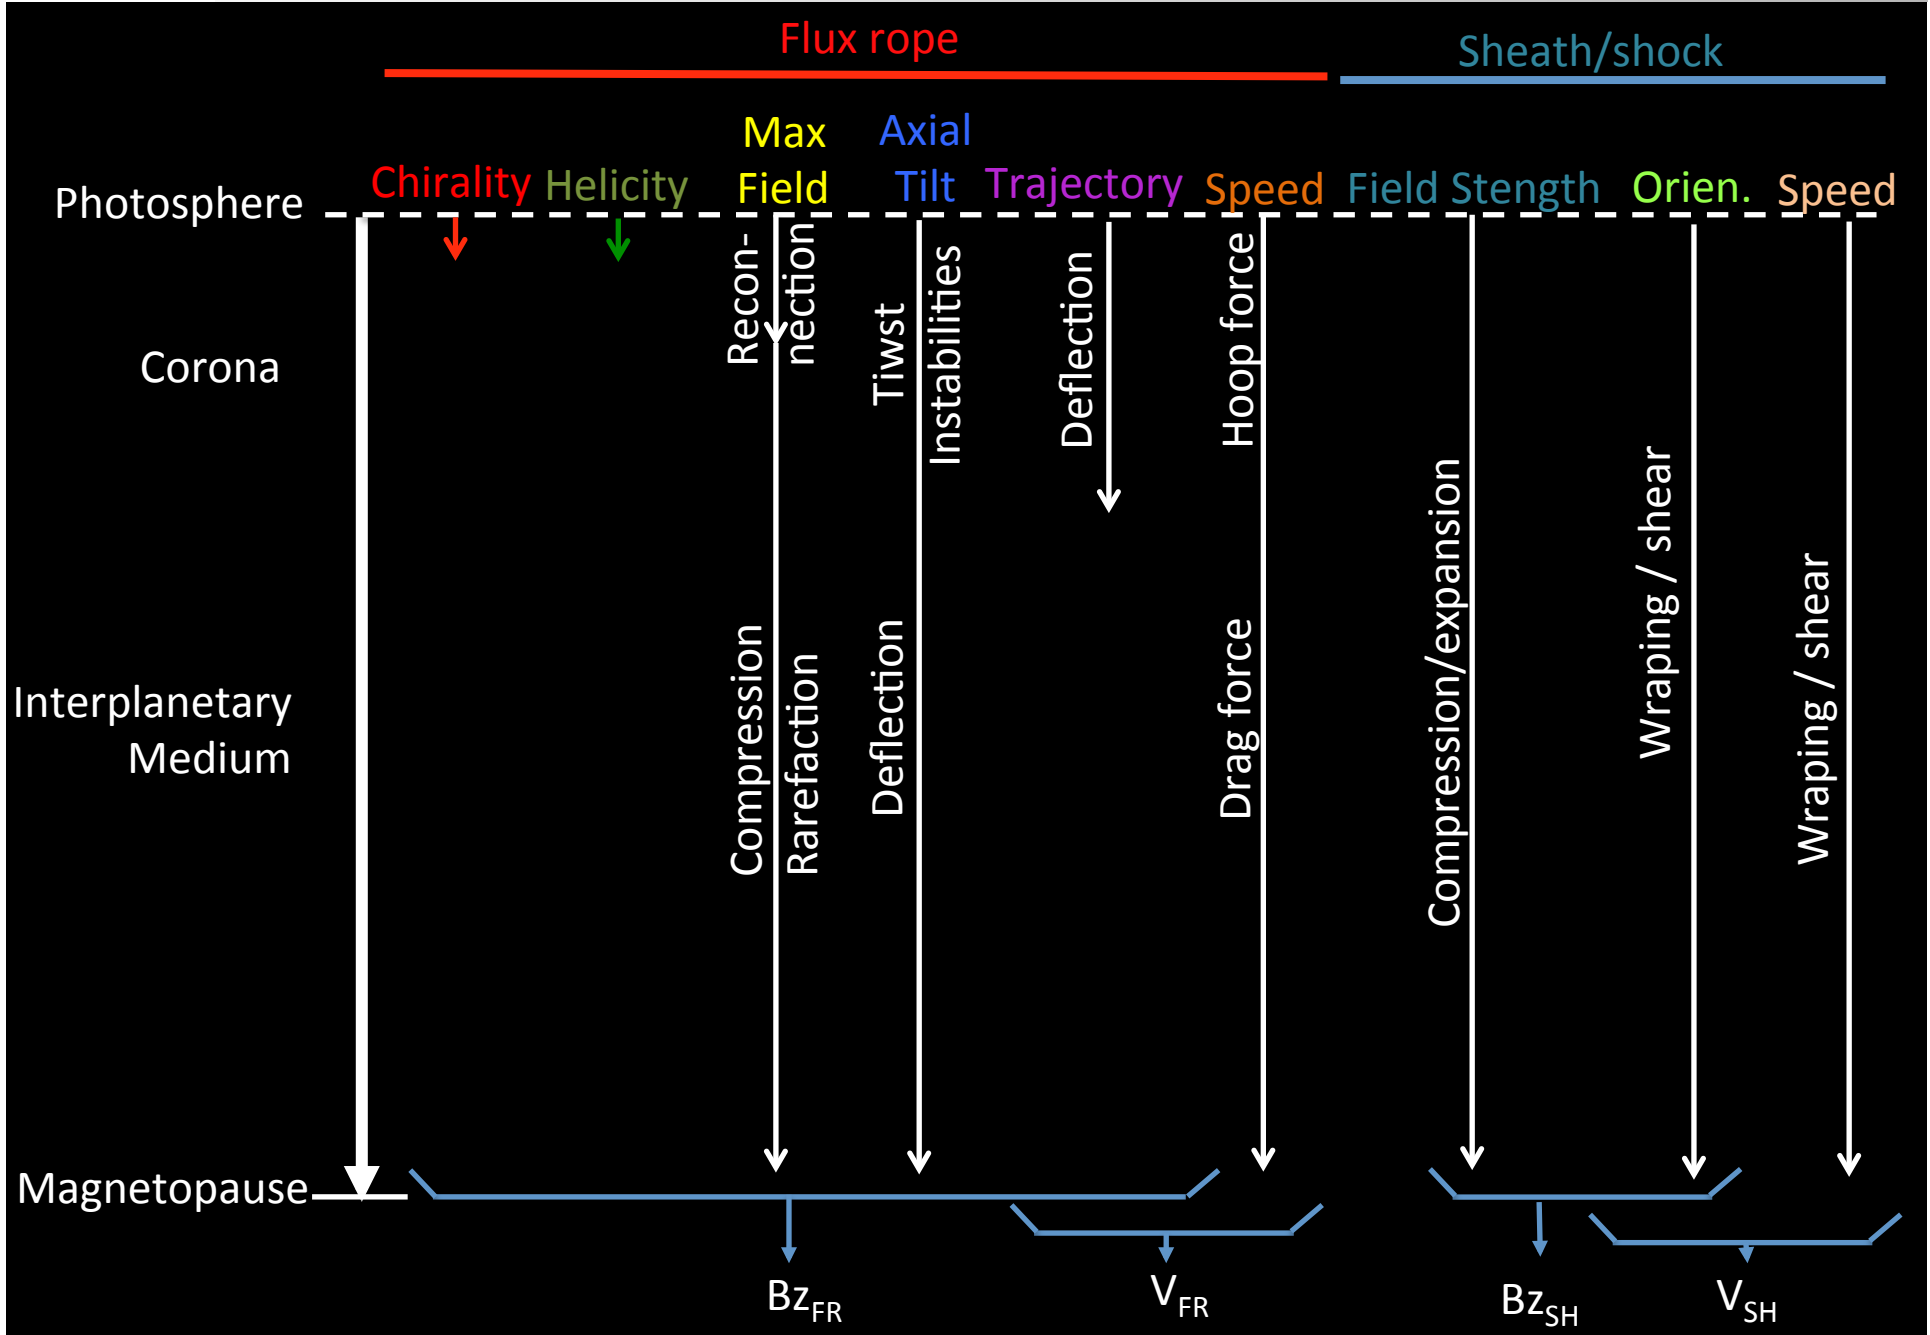 Flux rope
Sheath/shock
Max
Field
Axial
Tilt
Photosphere
Chirality
Helicity
Trajectory
Speed
Field Stength
Orien.
Speed
Recon-
nection
Tiwst
Instabilities
Deflection
Hoop force
Corona
Compression
Rarefaction
Deflection
Drag force
Compression/expansion
Wraping / shear
Wraping / shear
Interplanetary
Medium
Magnetopause
BzFR
VFR
BzSH
VSH